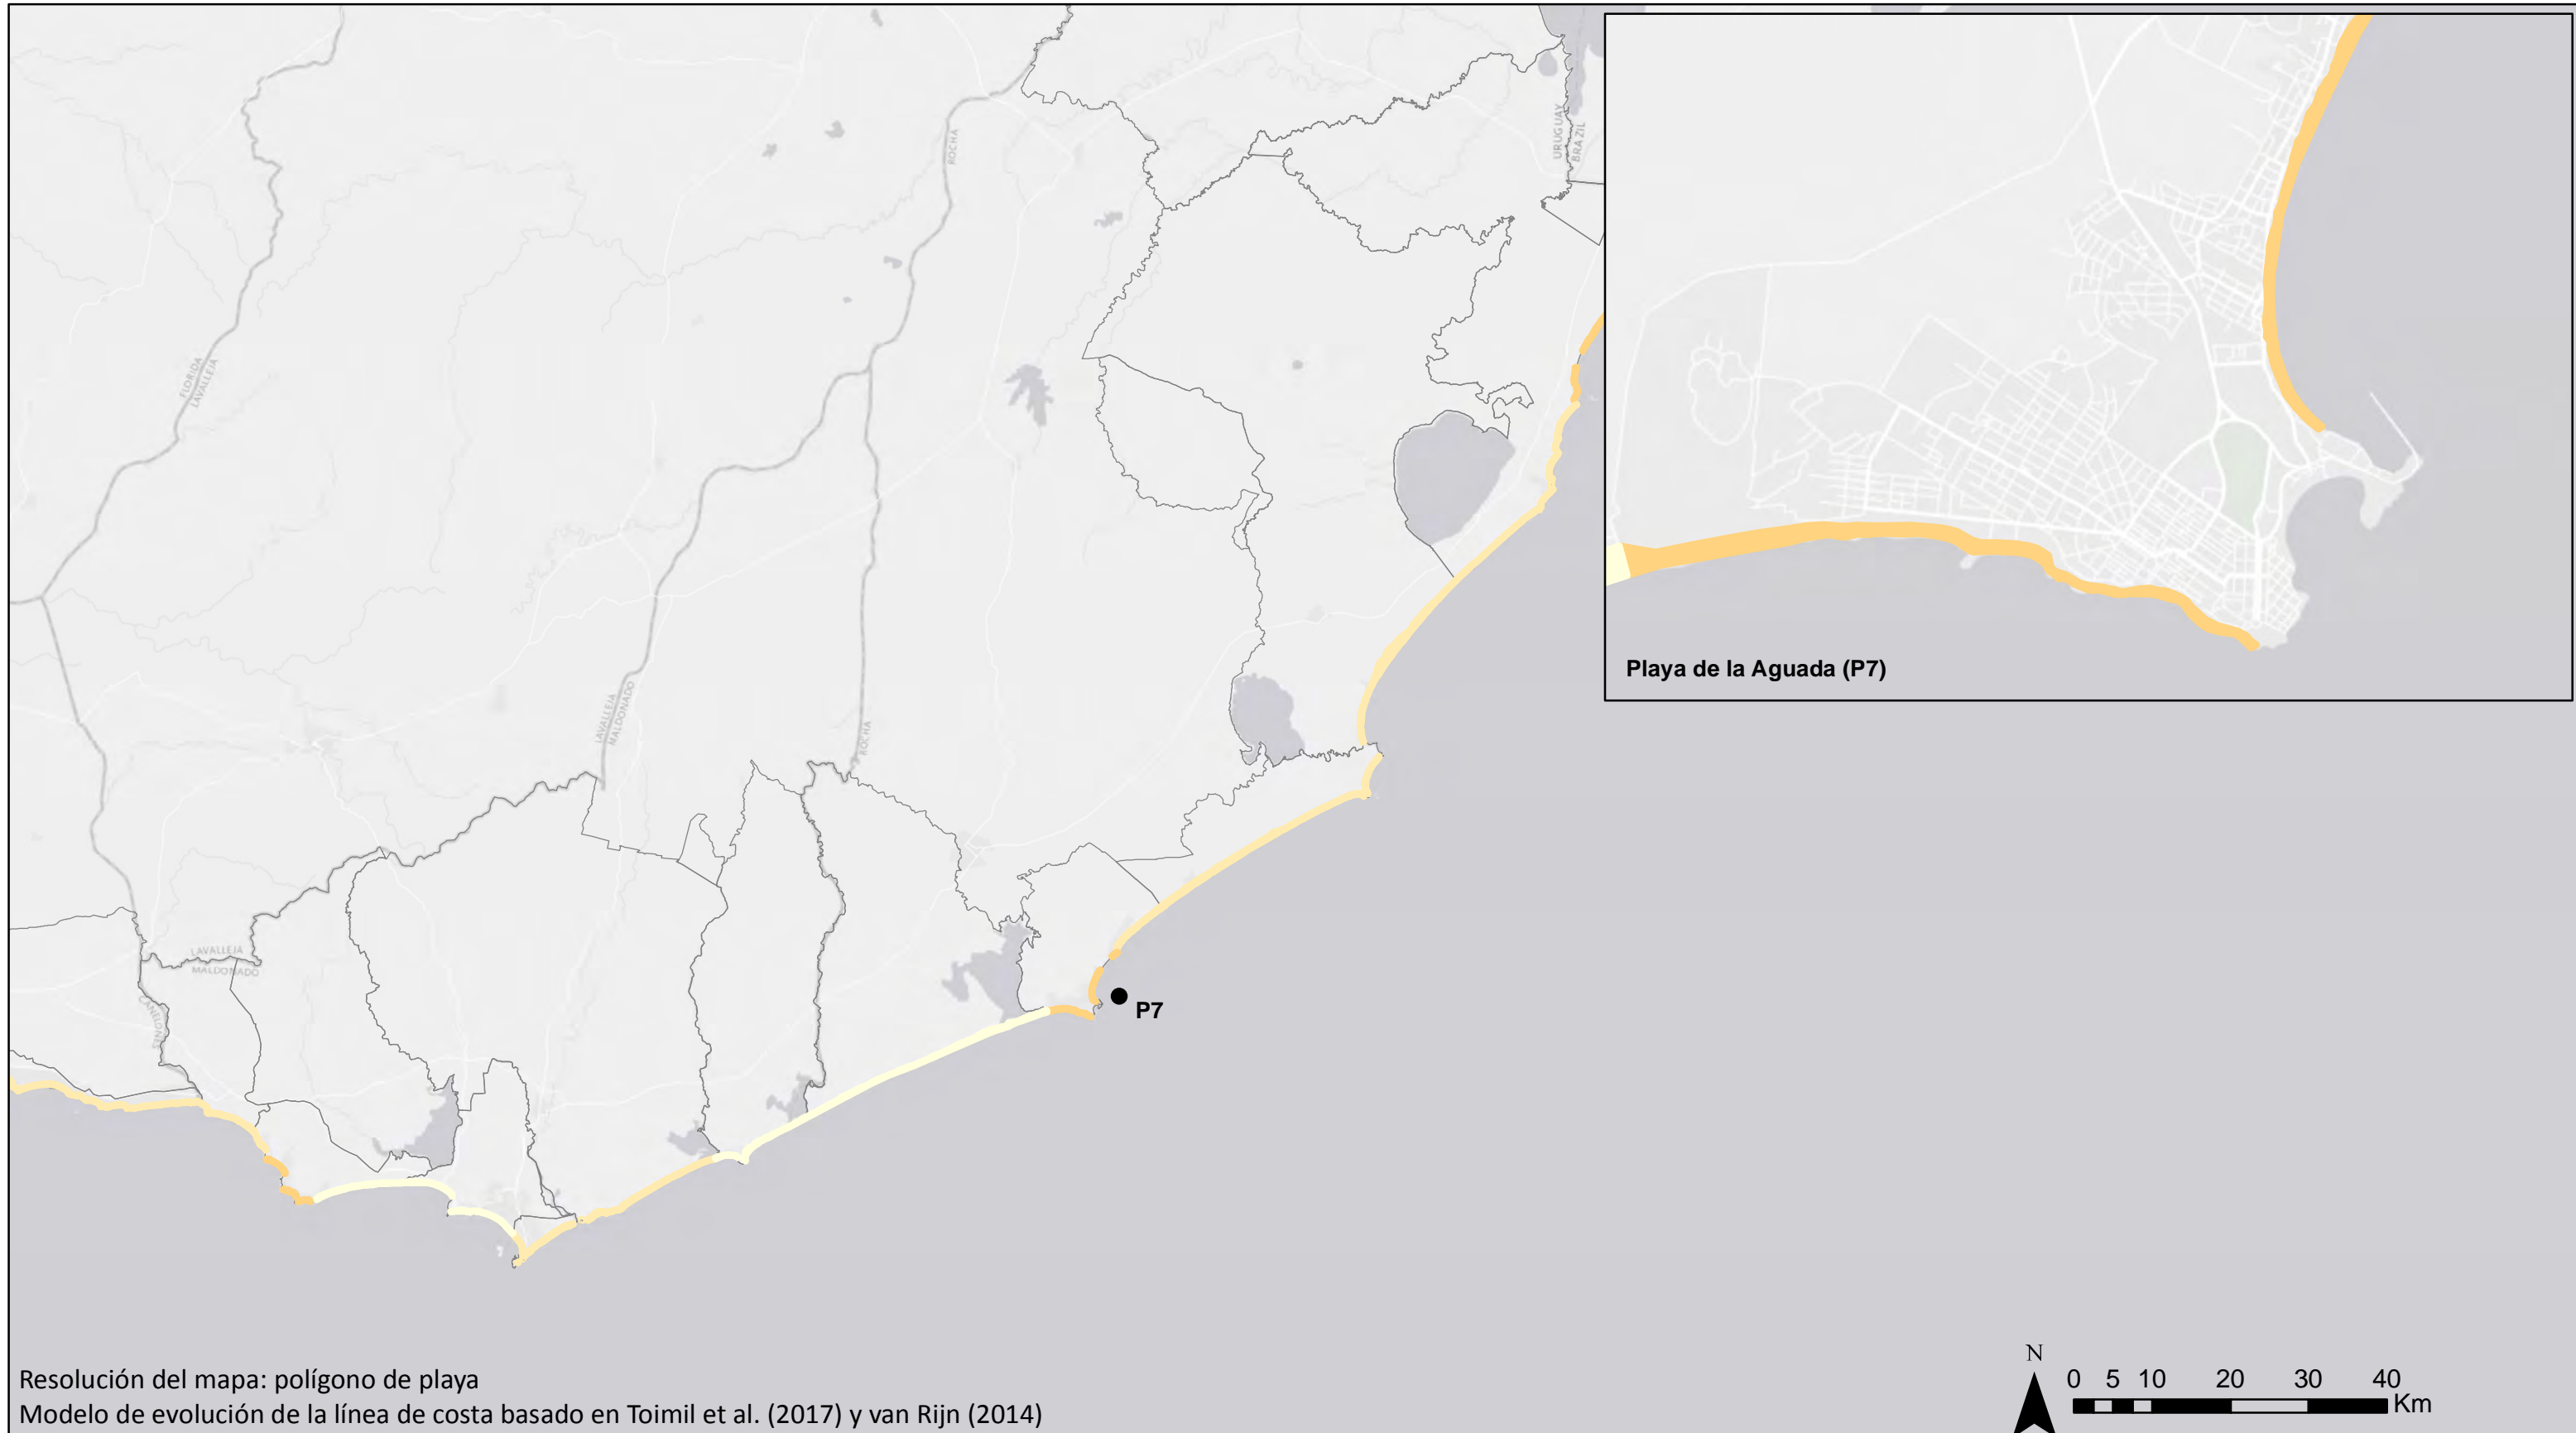 ROCHA
URUGUAY
BRAZIL
FLORIDA
LAVALLEJA
Playa de la Aguada (P7)
LAVALLEJA
MALDONADO
ROCHA
LAVALLEJA
MALDONADO
CANELONES
P7
Resolución del mapa: polígono de playa
Modelo de evolución de la línea de costa basado en Toimil et al. (2017) y van Rijn (2014)
N
0 5 10 20 30 40
Km